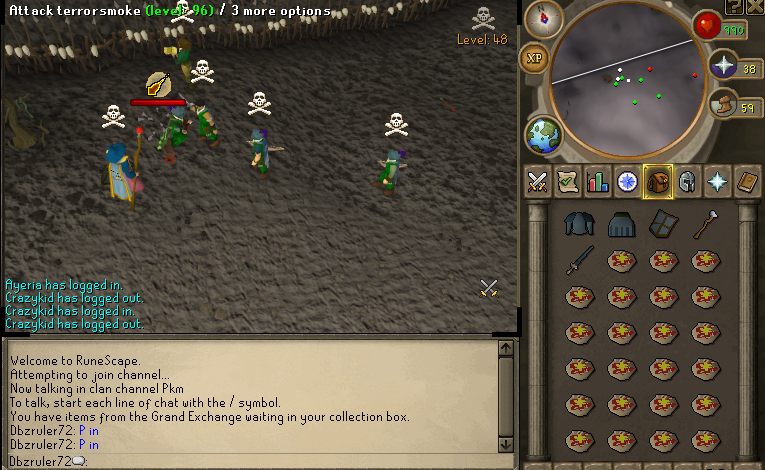 Attack terrorsmoke (level: 96) / 3 more options
Level: 48
990
XP
38
59
Ayeria has logged in.
Crazykid has logged out.
Crazykid has logged in.
Crazykid has logged out.
Welcome to RuneScape.
Attempting to join channel...
Now talking in clan channel Pkm
To talk, start each line of chat with the / symbol.
You have items from the Grand Exchange waiting in your collection box.
Dbzruler72: P in
Dbzruler72: P in
Dbzruler72: